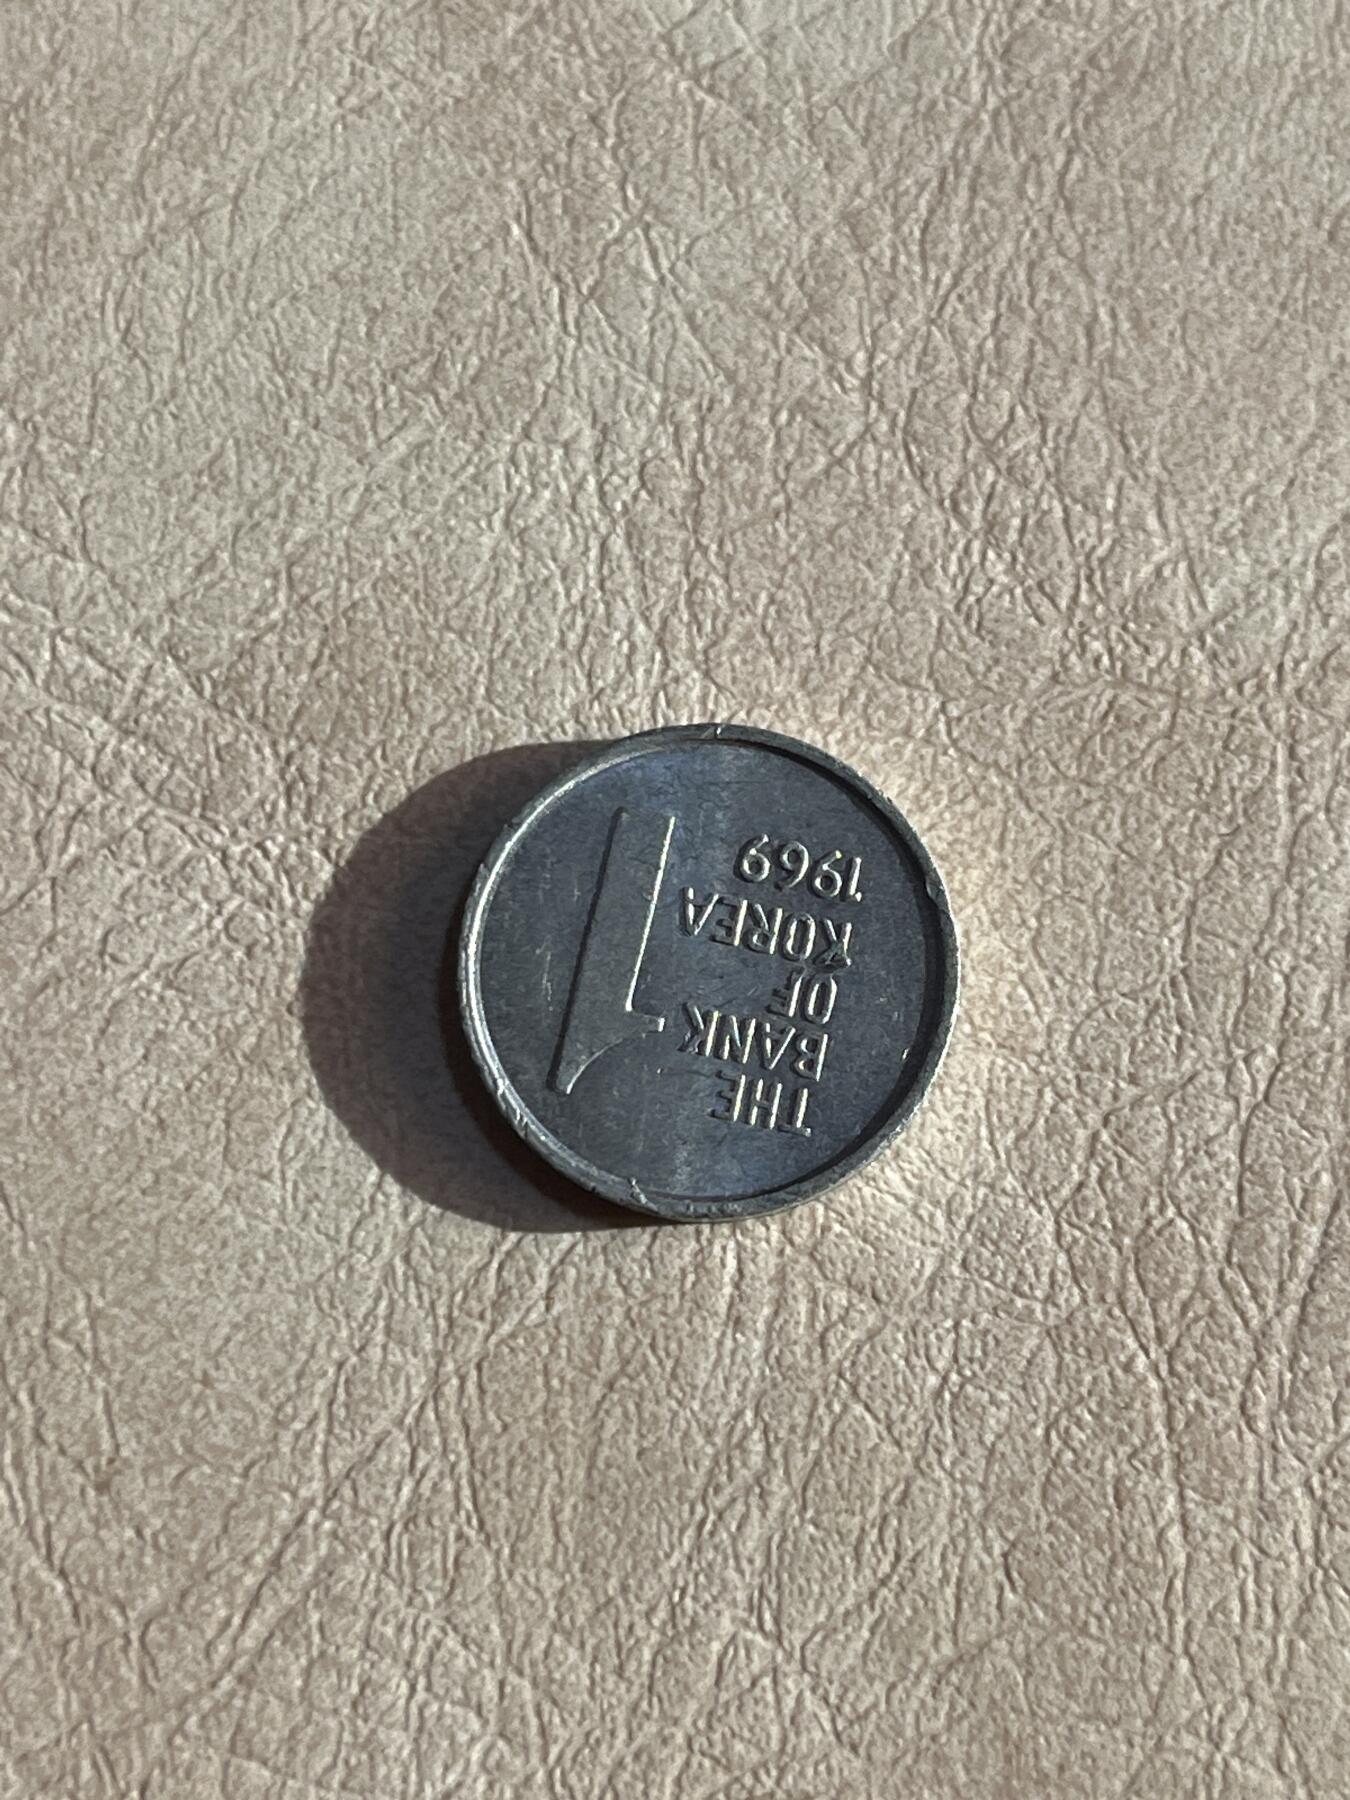 1
THE
BANK
OF
KOREA
1969